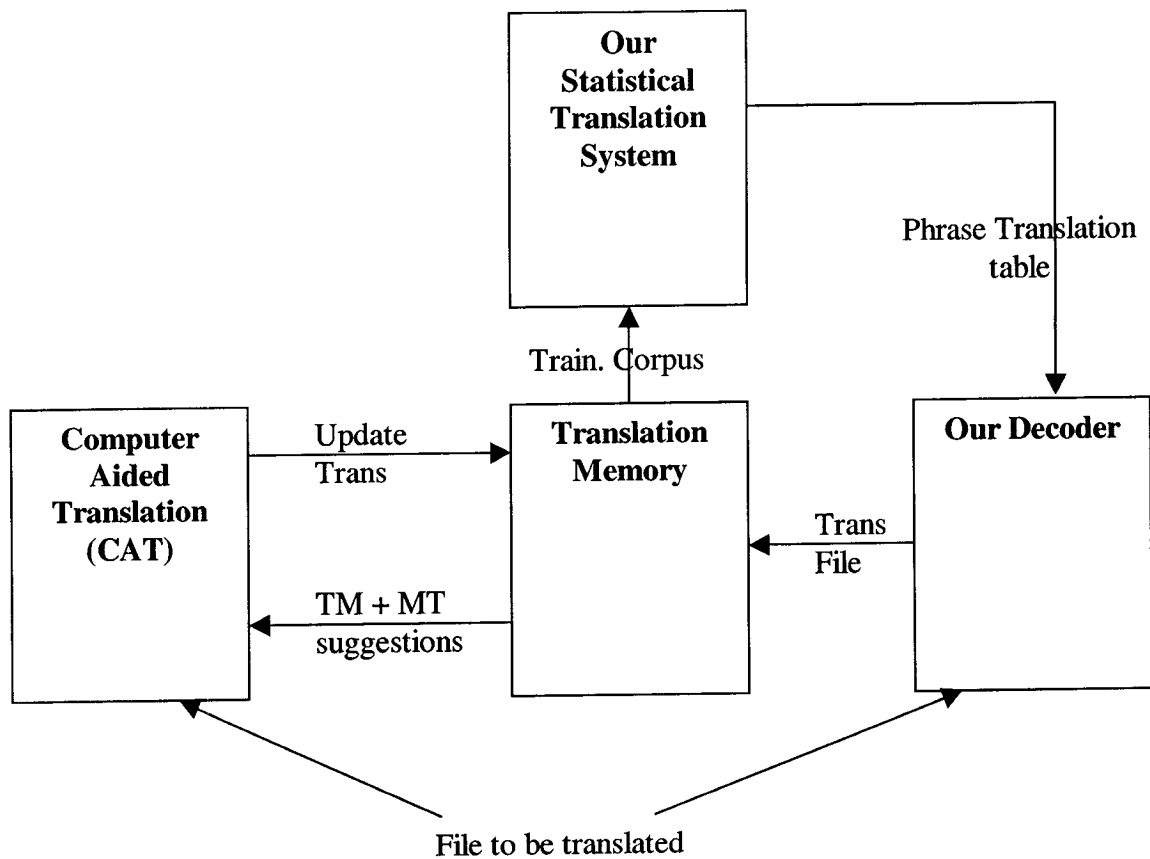 Our
Statistical
Translation
System
Phrase Translation
table
Train. Corpus
Computer
Aided
Translation
(CAT)
Update
Trans
Translation
Memory
Our Decoder
Trans
File
TM + MT
suggestions
File to be translated